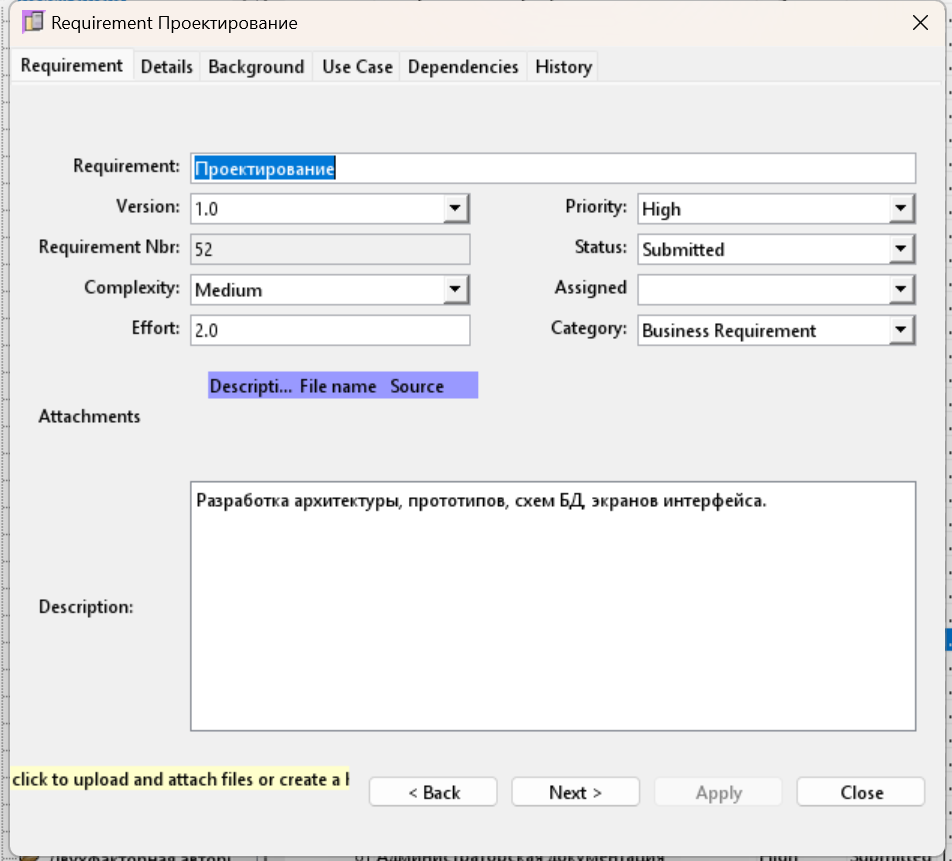 Requirement Проектирование
Requirement Details Background Use Case Dependencies History
Requirement: Проектирование
Version: 1.0 Priority: High
Requirement Nbr: 52 Status: Submitted
Complexity: Medium Assigned
Effort: 2.0 Category: Business Requirement
Descripti... File name Source
Attachments
Разработка архитектуры, прототипов, схем БД, экранов интерфейса.
Description:
click to upload and attach files or create a
< Back Next > Apply Close